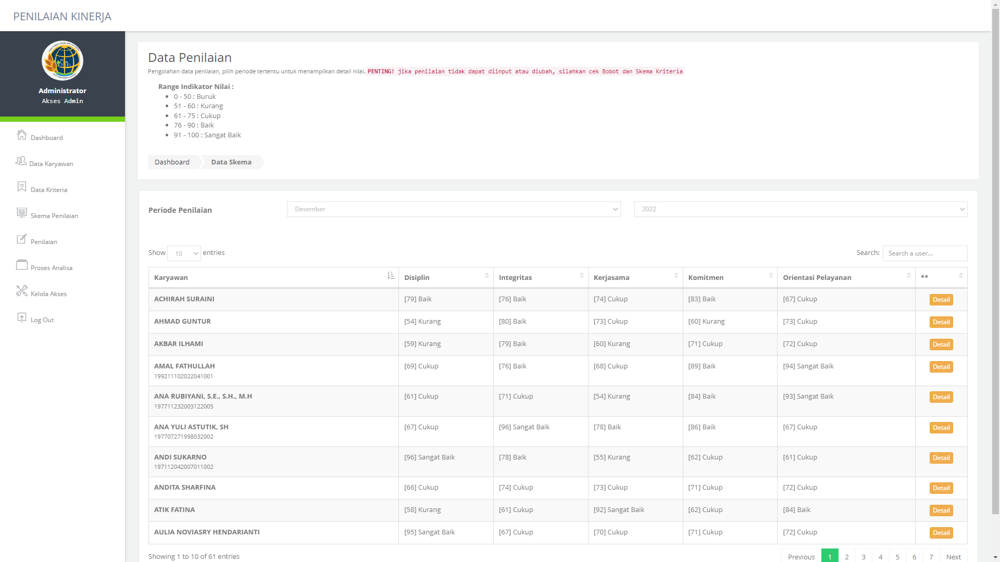 PENILAIAN KINERJA
Administrator
Akses Admin
Dashboard
Data Karyawan
Data Kriteria
Skema Penilaian
Penilaian
Proses Analisa
Kelola Akses
Log Out
Data Penilaian
Pengolahan data penilaian, pilih periode tertentu untuk menampilkan detail nilai. PENTING! jika penilaian tidak dapat diinput atau diubah, silahkan cek Bobot dan Skema Kriteria
Range Indikator Nilai :
0 - 50 : Buruk
51 - 60 : Kurang
61 - 75 : Cukup
76 - 90 : Baik
91 - 100 : Sangat Baik
Dashboard Data Skema
Periode Penilaian Desember 2022
Show 10 entries Search: Search a user...
Karyawan Disiplin Integritas Kerjasama Komitmen Orientasi Pelayanan **
ACHIRAH SURAINI [79] Baik [76] Baik [74] Cukup [83] Baik [67] Cukup Detail
AHMAD GUNTUR [54] Kurang [80] Baik [73] Cukup [60] Kurang [73] Cukup Detail
AKBAR ILHAMI [59] Kurang [79] Baik [60] Kurang [71] Cukup [72] Cukup Detail
AMAL FATHULLAH [69] Cukup [76] Baik [68] Cukup [89] Baik [94] Sangat Baik Detail
199211102022041001
ANA RUBIYANI, S.E., S.H., M.H [61] Cukup [71] Cukup [54] Kurang [84] Baik [93] Sangat Baik Detail
197711232003122005
ANA YULI ASTUTIK, SH [67] Cukup [96] Sangat Baik [78] Baik [86] Baik [67] Cukup Detail
197707271998032002
ANDI SUKARNO [96] Sangat Baik [78] Baik [55] Kurang [62] Cukup [61] Cukup Detail
197112042007011002
ANDITA SHARFINA [66] Cukup [74] Cukup [73] Cukup [71] Cukup [72] Cukup Detail
ATIK FATINA [58] Kurang [61] Cukup [92] Sangat Baik [62] Cukup [84] Baik Detail
AULIA NOVIASRY HENDARIANTI [95] Sangat Baik [67] Cukup [70] Cukup [71] Cukup [72] Cukup Detail
Showing 1 to 10 of 61 entries Previous 1 2 3 4 5 6 7 Next